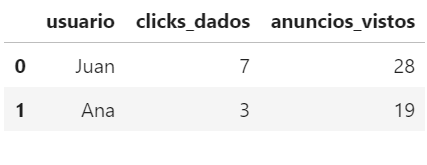 usuario clicks_dados anuncios_vistos
0 Juan 7 28
1 Ana 3 19